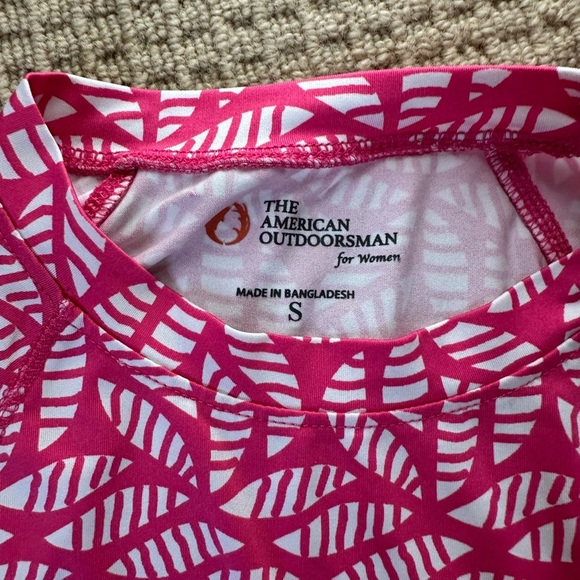 THE
AMERICAN
OUTDOORSMAN
for Women
MADE IN BANGLADESH
S